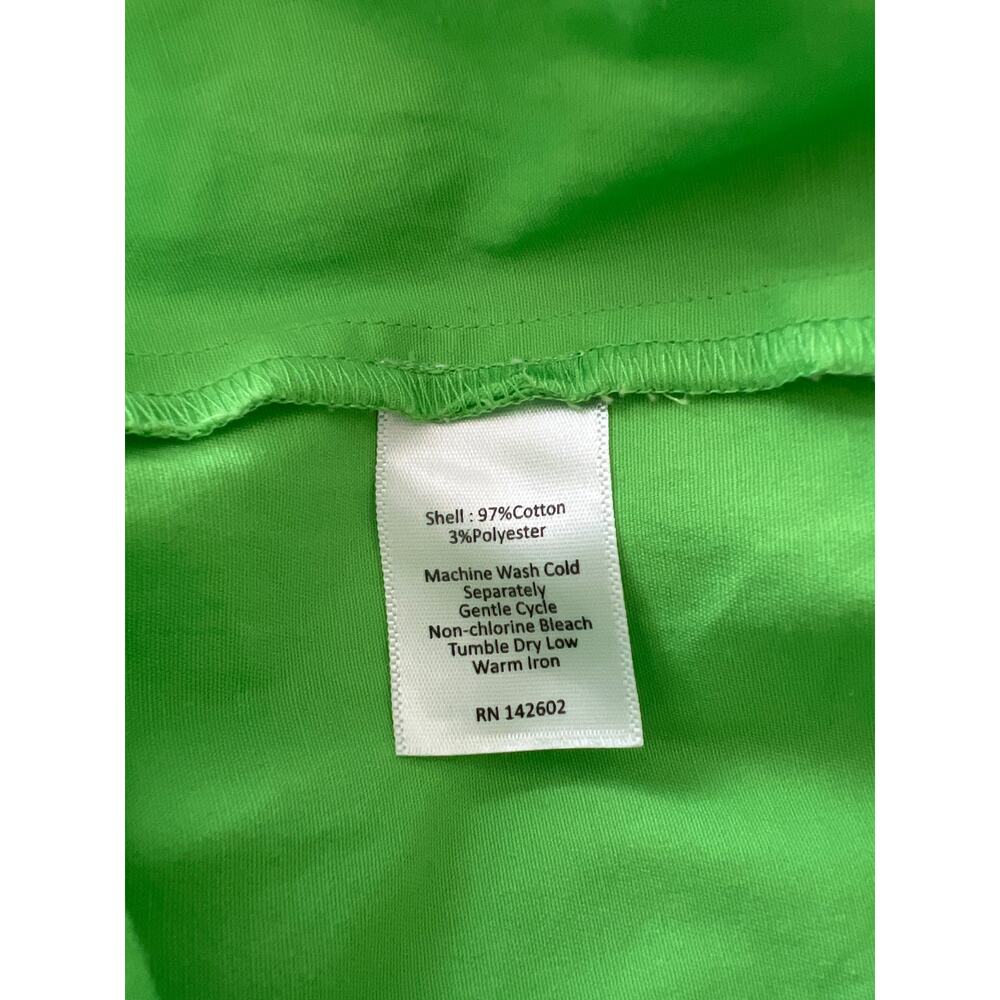 Shell : 97%Cotton
3%Polyester
Machine Wash Cold
Separately
Gentle Cycle
Non-chlorine Bleach
Tumble Dry Low
Warm Iron
RN 142602